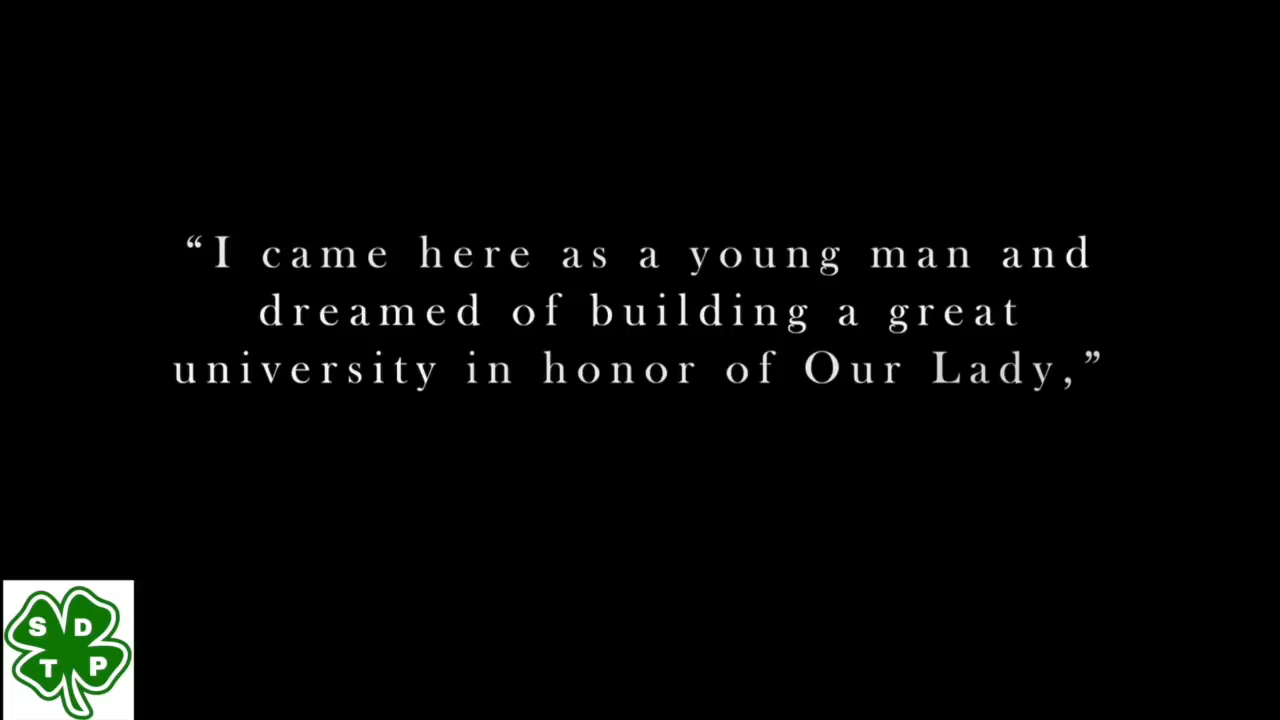 “I came here as a young man and
dreamed of building a great
university in honor of Our Lady,”
S D
T P